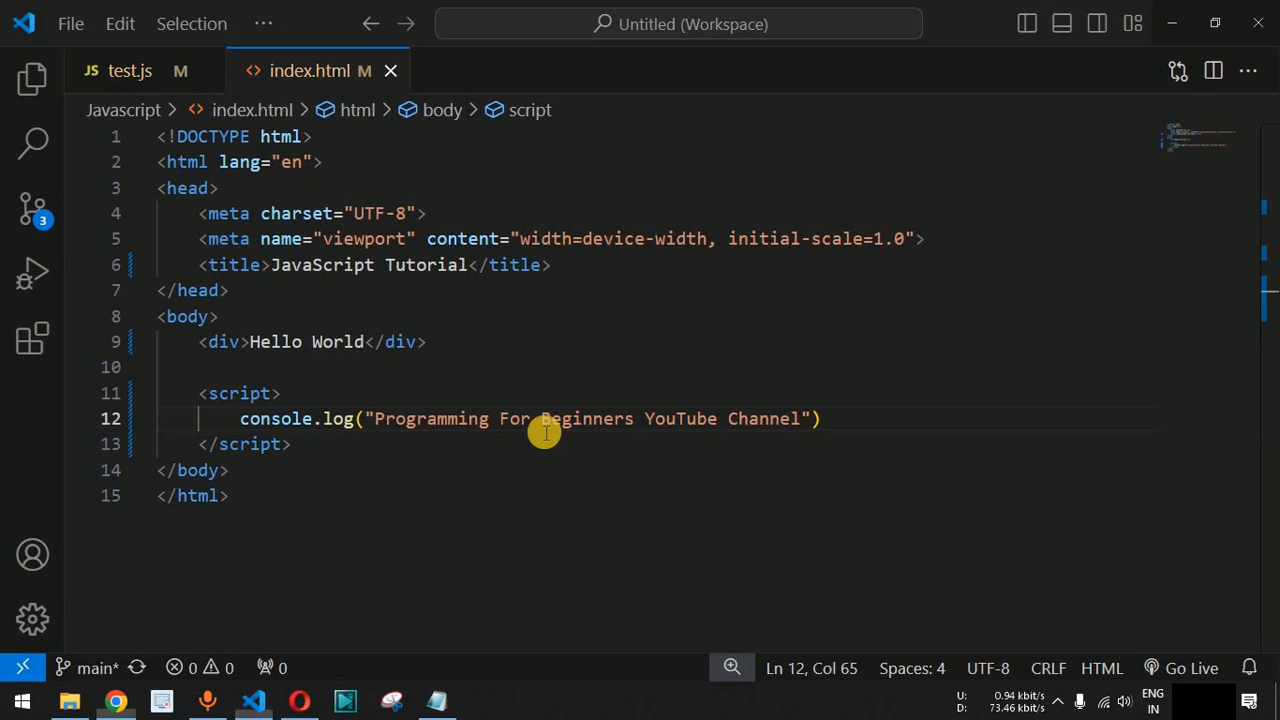 File Edit Selection ··· Untitled (Workspace)
JS test.js M index.html M
Javascript > index.html > html > body > script
1 <!DOCTYPE html>
2 <html lang="en">
3 <head>
4 <meta charset="UTF-8">
5 <meta name="viewport" content="width=device-width, initial-scale=1.0">
6 <title>JavaScript Tutorial</title>
7 </head>
8 <body>
9 <div>Hello World</div>
10
11 <script>
12 console.log("Programming For Beginners YouTube Channel")
13 </script>
14 </body>
15 </html>
3
main* 0 0 0 Ln 12, Col 65 Spaces: 4 UTF-8 CRLF HTML Go Live
U: 0.94 kbit/s ENG
D: 73.46 kbit/s IN